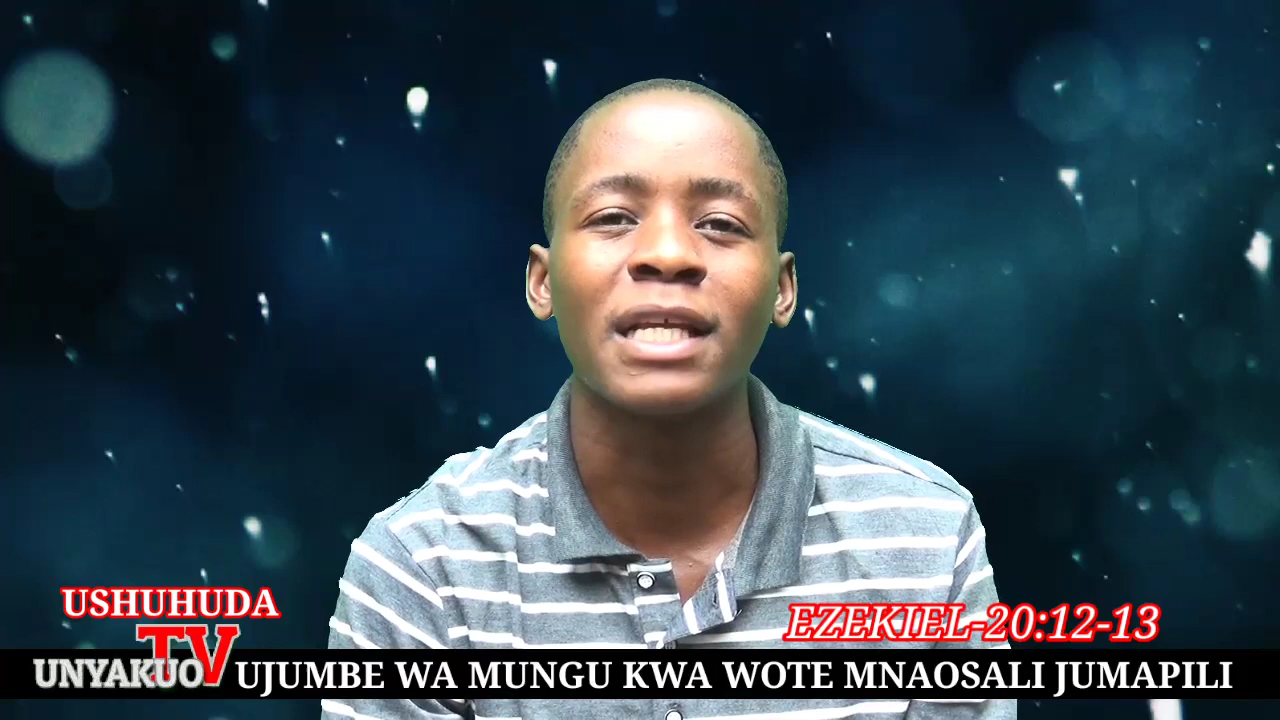 USHUHUDA
TV
UNYAKUO
EZEKIEL-20:12-13
UJUMBE WA MUNGU KWA WOTE MNAOSALI JUMAPILI